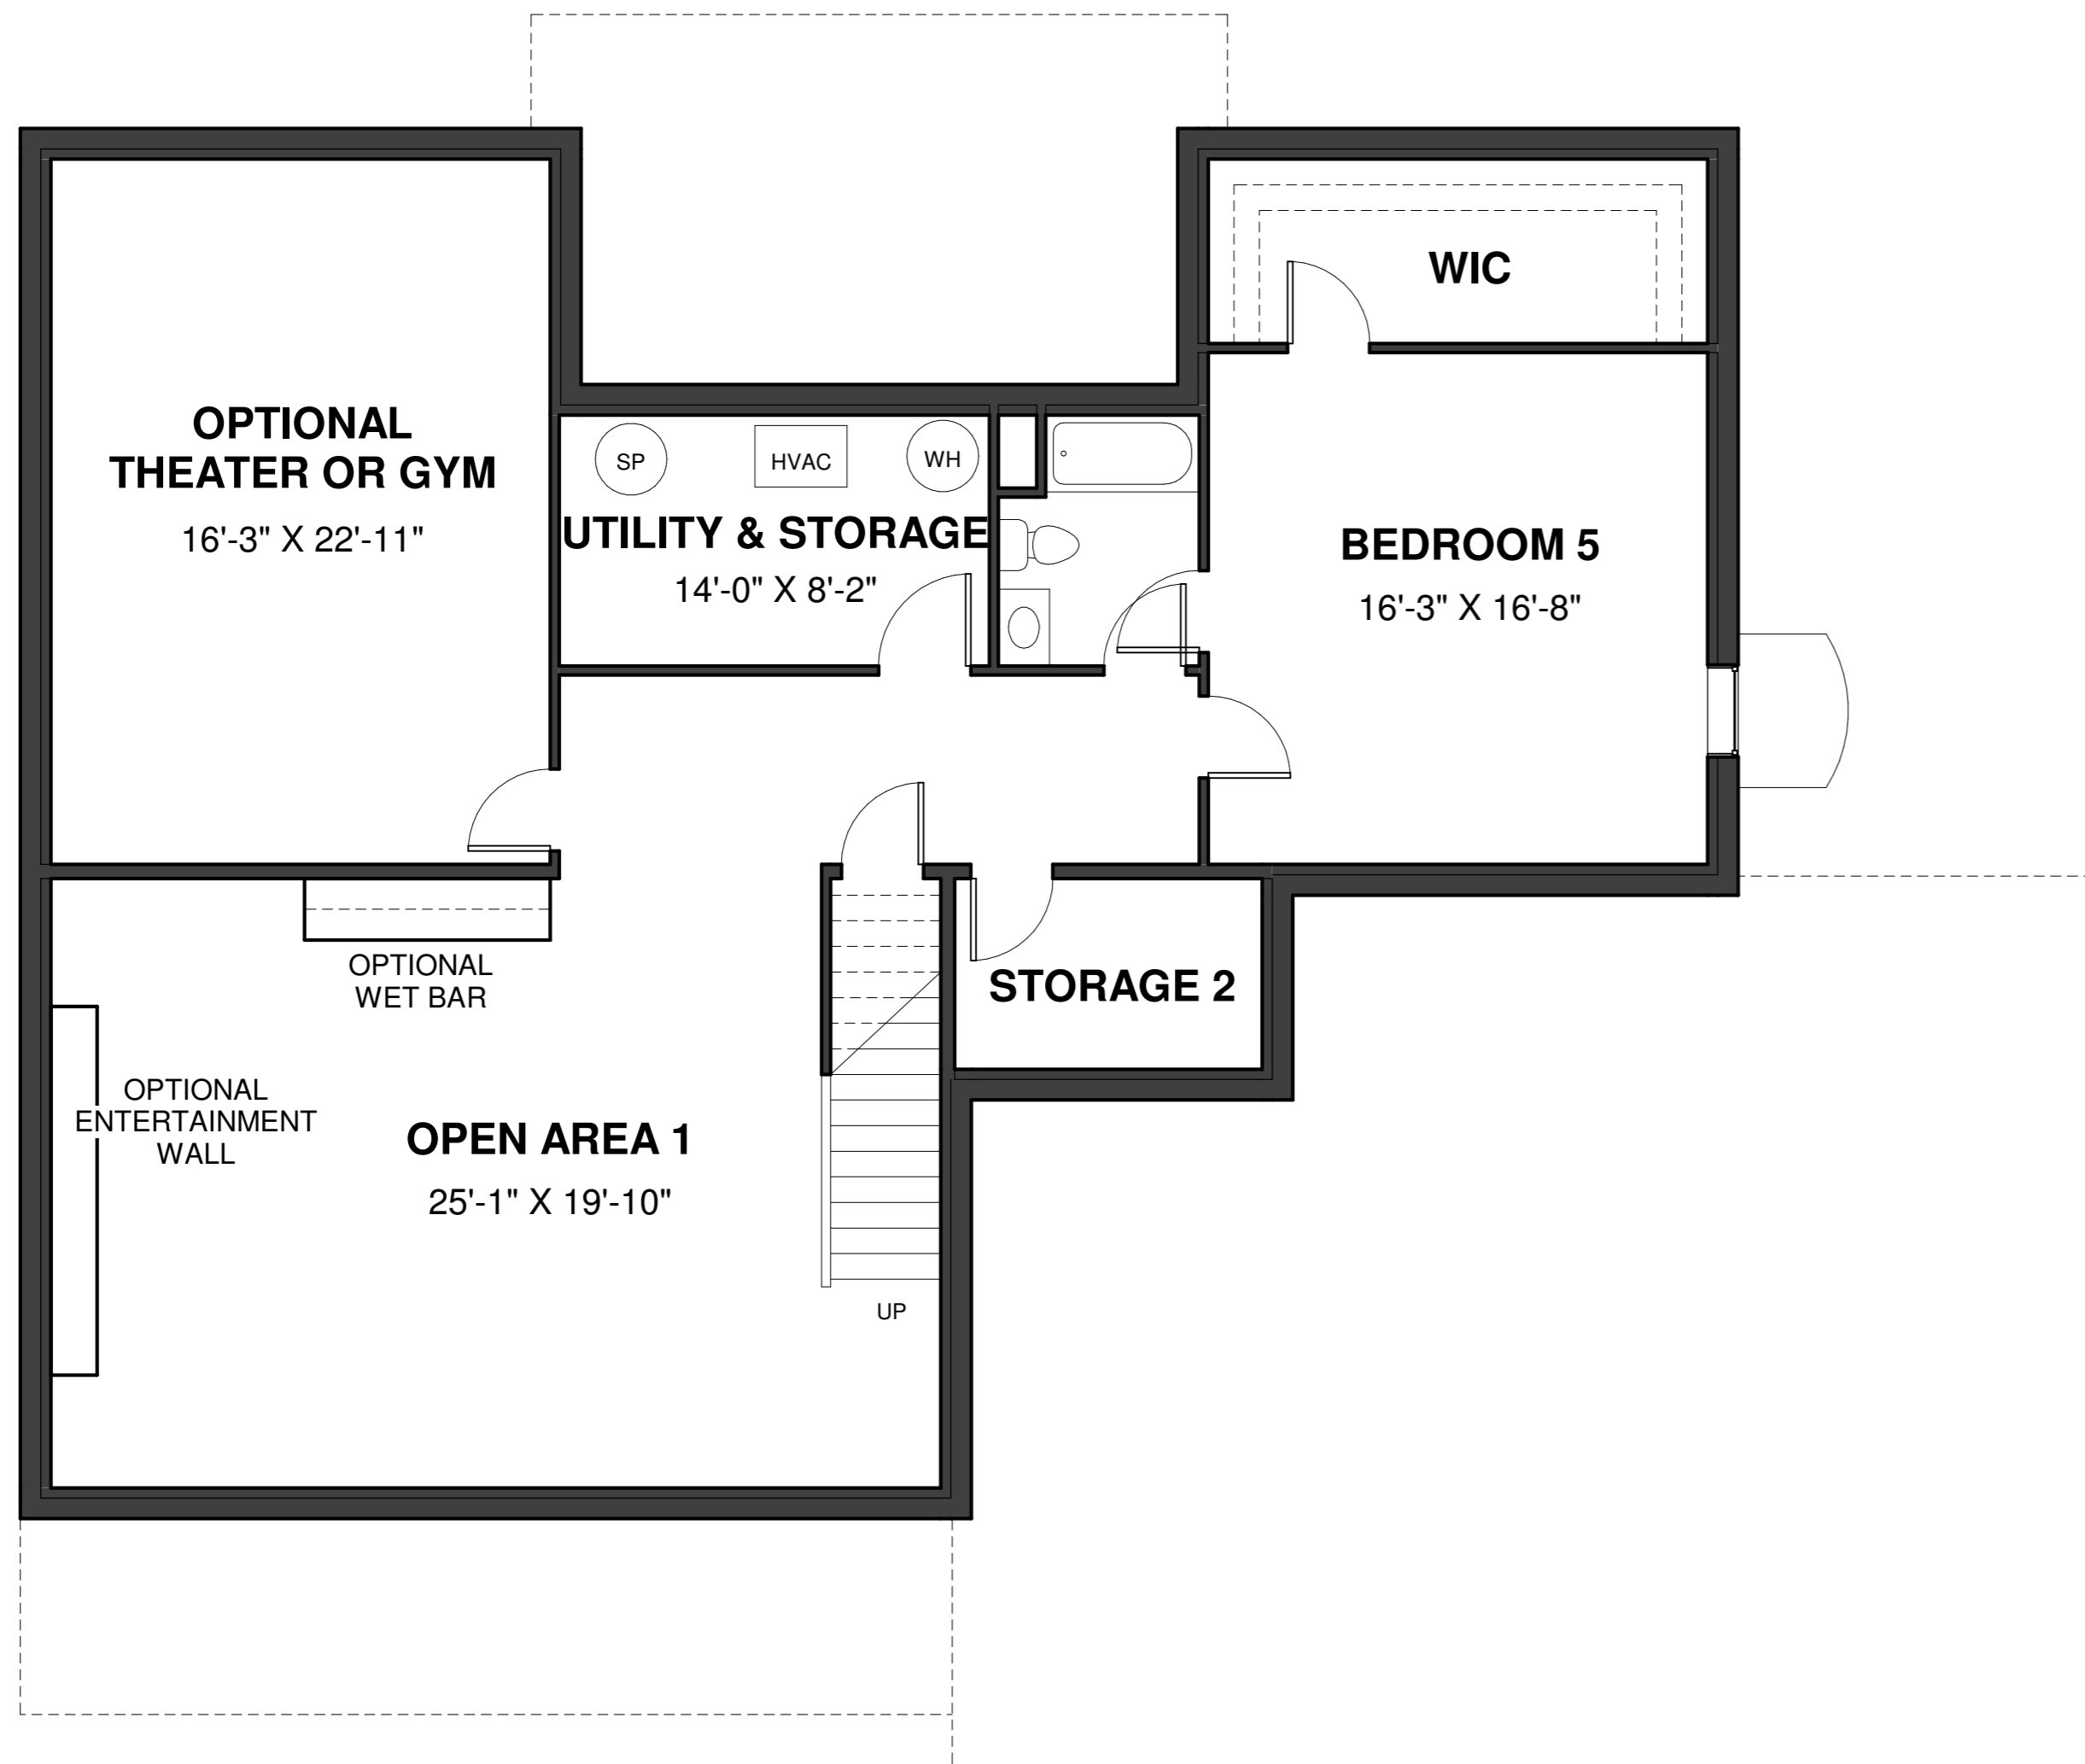 WIC
OPTIONAL
THEATER OR GYM
16'-3" X 22'-11"
SP
HVAC
WH
UTILITY & STORAGE
14'-0" X 8'-2"
BEDROOM 5
16'-3" X 16'-8"
OPTIONAL
WET BAR
STORAGE 2
OPTIONAL
ENTERTAINMENT
WALL
OPEN AREA 1
25'-1" X 19'-10"
UP